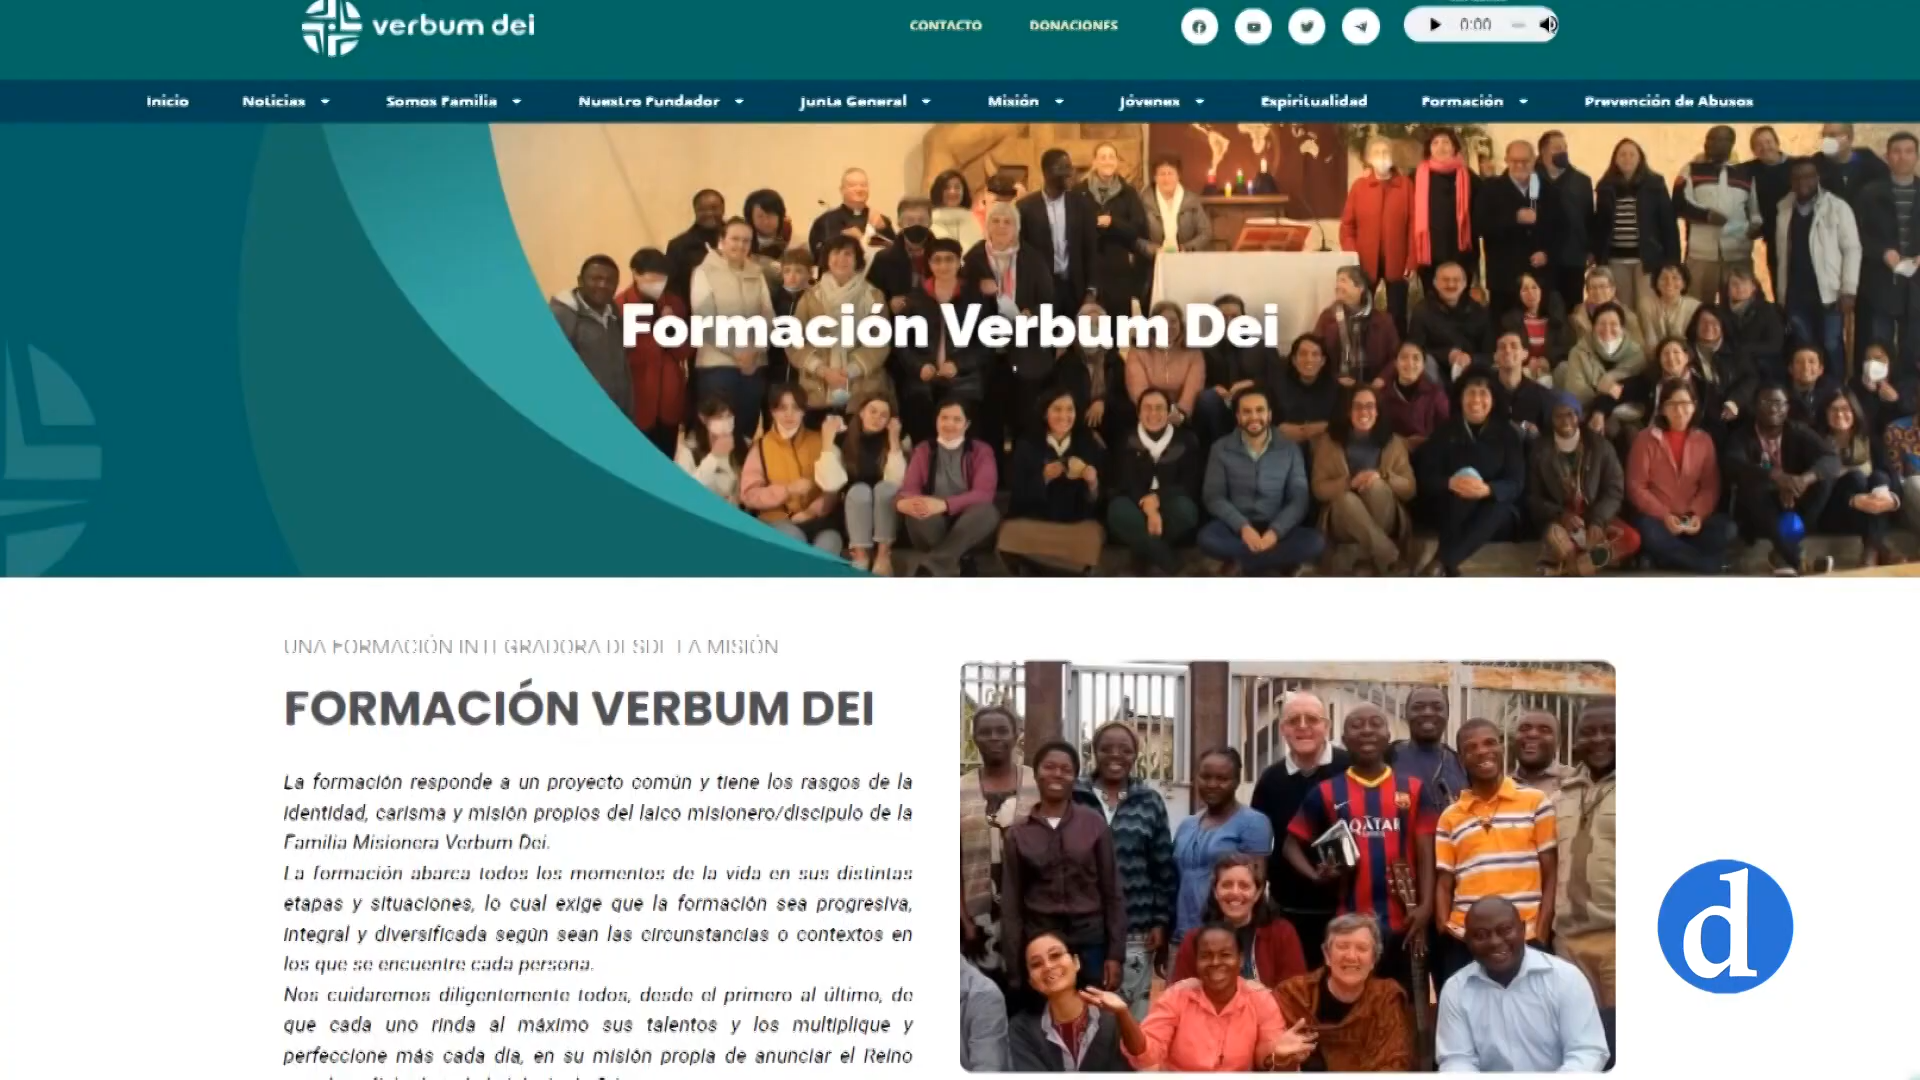 verbum dei
CONTACTO
DONACIONES
0:00
Inicio
Noticias
Somos Familia
Nuestro Fundador
Junta General
Misión
Jóvenes
Espiritualidad
Formación
Prevención de Abusos
Formación Verbum Dei
UNA FORMACIÓN INTEGRADORA DESDE LA MISIÓN
FORMACIÓN VERBUM DEI
La formación responde a un proyecto común y tiene los rasgos de la
identidad, carisma y misión propios del laico misionero/discípulo de la
Familia Misionera Verbum Dei.
La formación abarca todos los momentos de la vida en sus distintas
etapas y situaciones, lo cual exige que la formación sea progresiva,
integral y diversificada según sean las circunstancias o contextos en
los que se encuentre cada persona.
Nos cuidaremos diligentemente todos, desde el primero al último, de
que cada uno rinda al máximo sus talentos y los multiplique y
perfeccione más cada día, en su misión propia de anunciar el Reino
QATAR
d